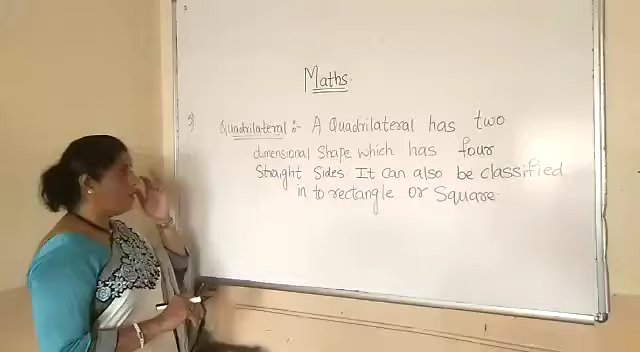 Maths.
5) Quadrilateral :- A Quadrilateral has two
dimensional Shape which has four
Straight Sides It can also be classified
in to rectangle or Square.